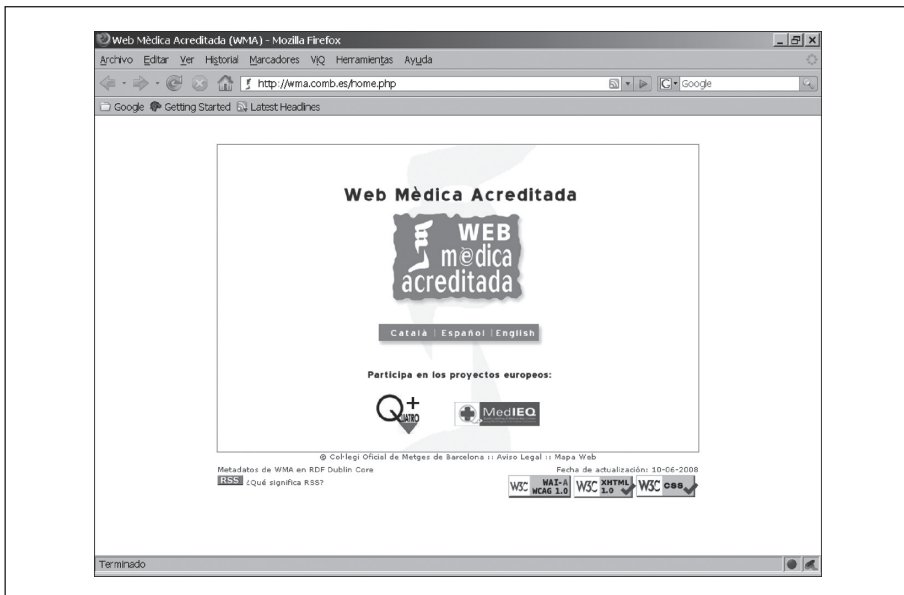 Web Mèdica Acreditada (WMA) - Mozilla Firefox
Archivo Editar Ver Historial Marcadores ViQ Herramientas Ayuda
http://wma.comb.es/home.php
G Google
Google Getting Started Latest Headlines
Web Mèdica Acreditada
WEB
mèdica
acreditada
Català | Español | English
Participa en los proyectos europeos:
Q+
UATRO
MedIEQ
© Col·legi Oficial de Metges de Barcelona :: Aviso Legal :: Mapa Web
Metadatos de WMA en RDF Dublin Core
Fecha de actualización: 10-06-2008
RSS ¿Qué significa RSS?
W3C WAI-A WCAG 1.0
W3C XHTML 1.0
W3C css
Terminado